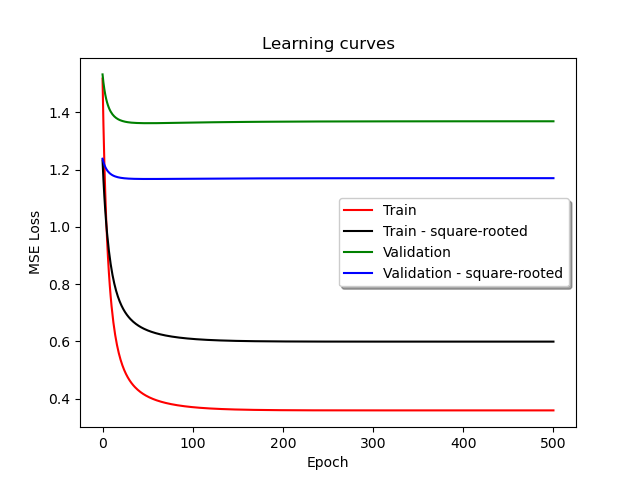 Learning curves
MSE Loss
1.4
1.2
1.0
0.8
0.6
0.4
Train
Train - square-rooted
Validation
Validation - square-rooted
0 100 200 300 400 500
Epoch